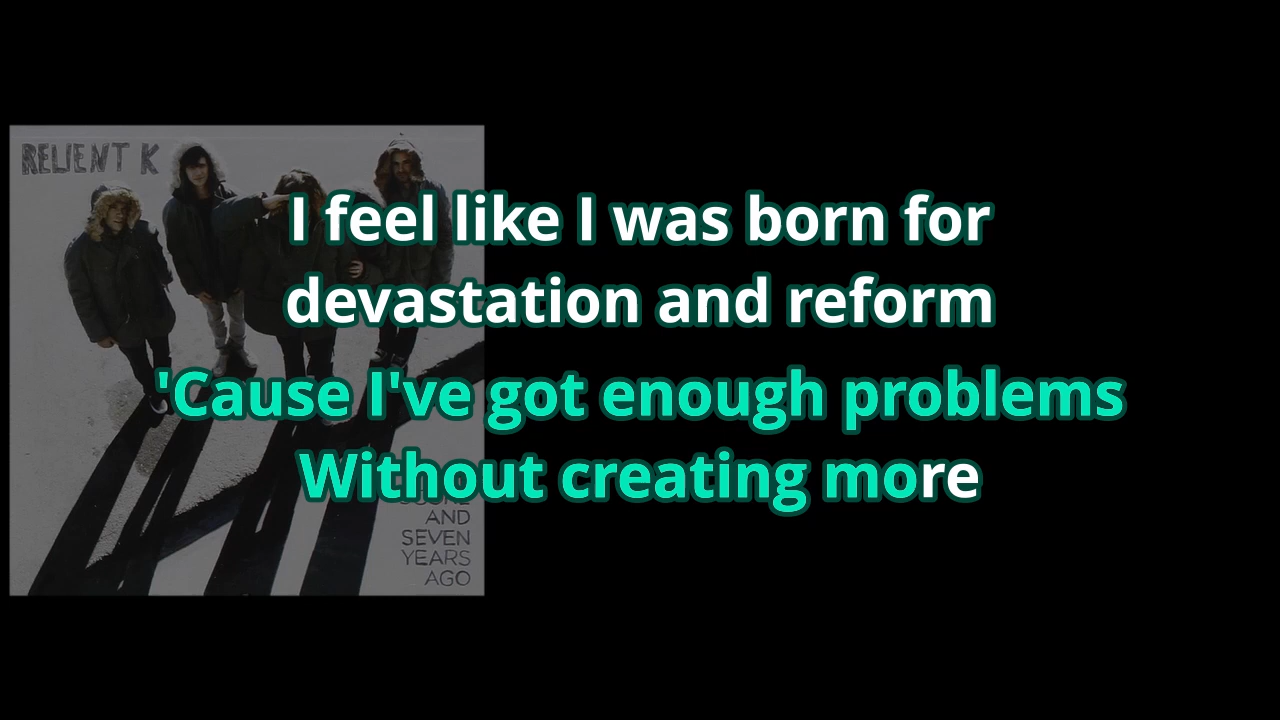 RELIENT K
I feel like I was born for
devastation and reform
'Cause I've got enough problems
Without creating more
AND
SEVEN
YEARS
AGO